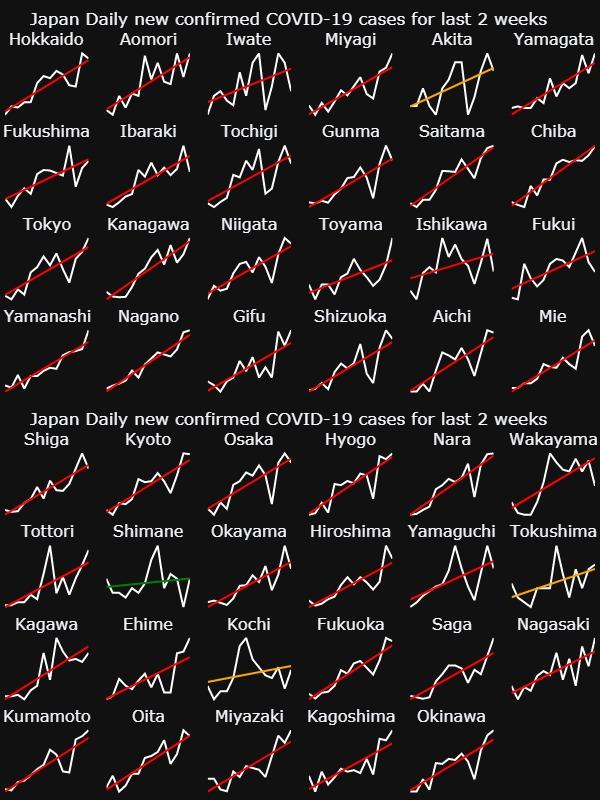 Japan Daily new confirmed COVID-19 cases for last 2 weeks
Hokkaido Aomori Iwate Miyagi Akita Yamagata
Fukushima Ibaraki Tochigi Gunma Saitama Chiba
Tokyo Kanagawa Niigata Toyama Ishikawa Fukui
Yamanashi Nagano Gifu Shizuoka Aichi Mie
Japan Daily new confirmed COVID-19 cases for last 2 weeks
Shiga Kyoto Osaka Hyogo Nara Wakayama
Tottori Shimane Okayama Hiroshima Yamaguchi Tokushima
Kagawa Ehime Kochi Fukuoka Saga Nagasaki
Kumamoto Oita Miyazaki Kagoshima Okinawa